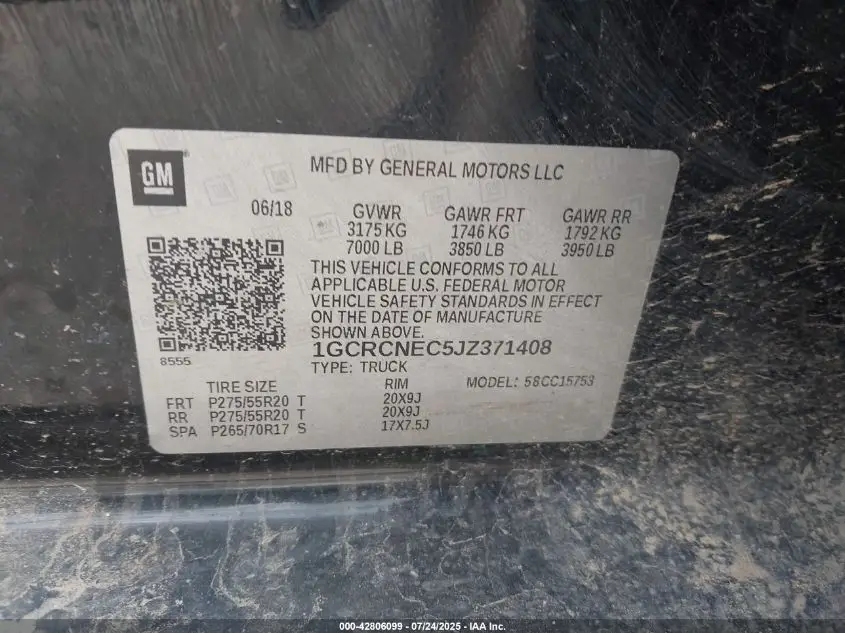 GM
MFD BY GENERAL MOTORS LLC
06/18
GVWR GAWR FRT GAWR RR
3175 KG 1746 KG 1792 KG
7000 LB 3850 LB 3950 LB
THIS VEHICLE CONFORMS TO ALL
APPLICABLE U.S. FEDERAL MOTOR
VEHICLE SAFETY STANDARDS IN EFFECT
ON THE DATE OF MANUFACTURE
SHOWN ABOVE.
8555
1GCRCNEC5JZ371408
TYPE: TRUCK
MODEL: 58CC15753
TIRE SIZE RIM
FRT P275/55R20 T 20X9J
RR P275/55R20 T 20X9J
SPA P265/70R17 S 17X7.5J
000-42806099 - 07/24/2025 - IAA Inc.